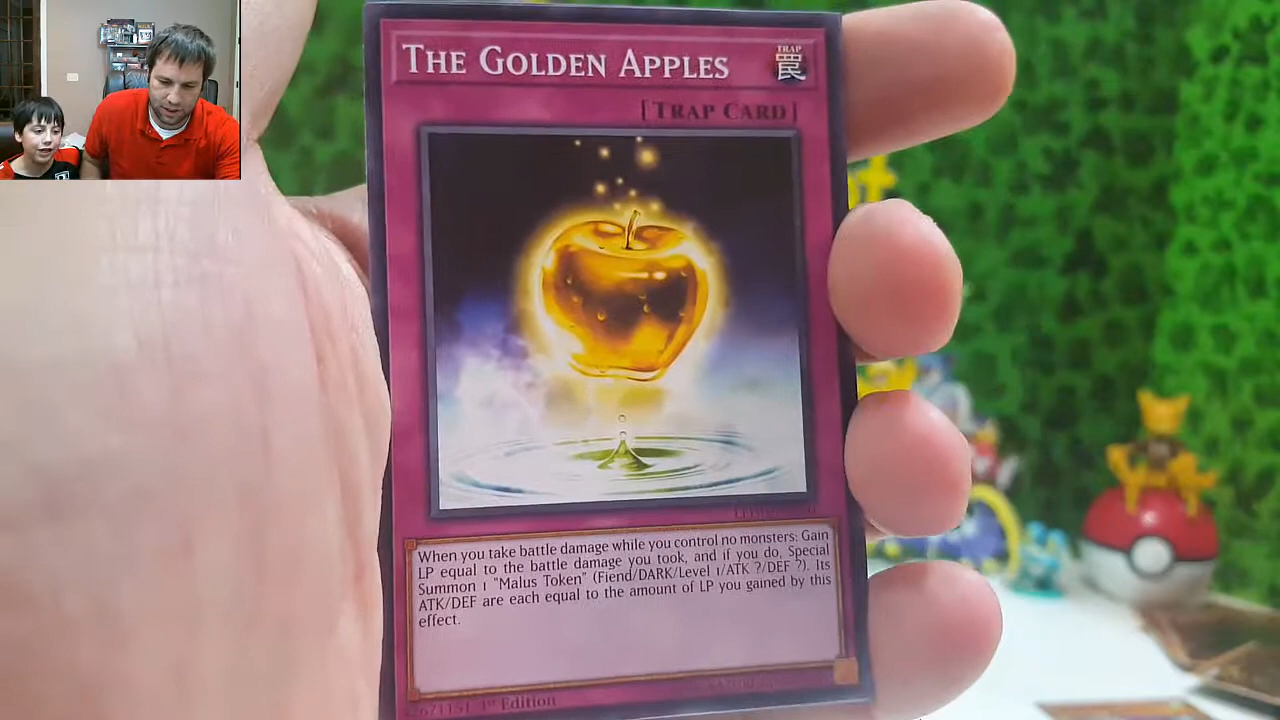 THE GOLDEN APPLES
TRAP
罠
[TRAP CARD]
When you take battle damage while you control no monsters: Gain
LP equal to the battle damage you took, and if you do, Special
Summon 1 "Malus Token" (Fiend/DARK/Level 1/ATK ?/DEF ?). Its
ATK/DEF are each equal to the amount of LP you gained by this
effect.
1st Edition